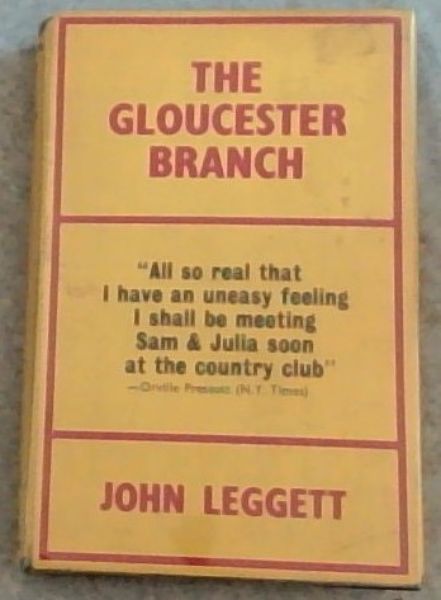 THE
GLOUCESTER
BRANCH
"All so real that
I have an uneasy feeling
I shall be meeting
Sam & Julia soon
at the country club"
—Orville Prescott (N.Y. Times)
JOHN LEGGETT